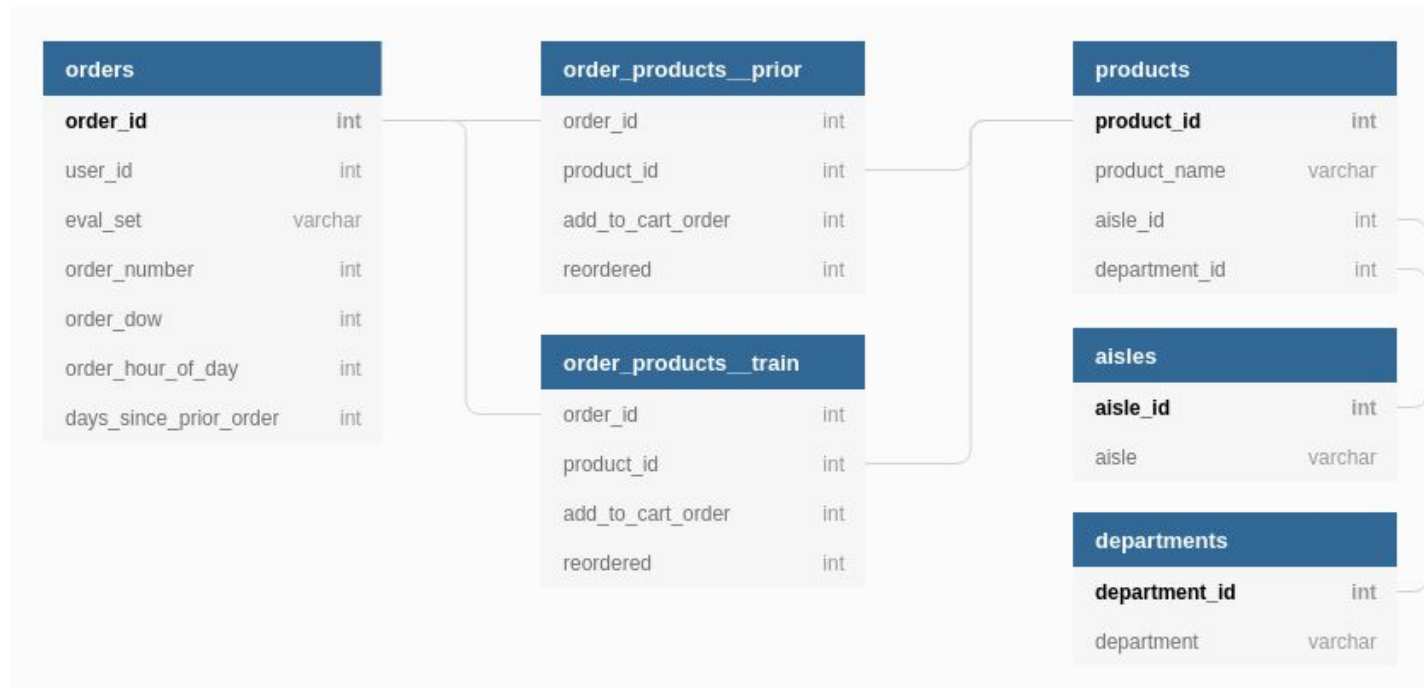 orders
order_id int
user_id int
eval_set varchar
order_number int
order_dow int
order_hour_of_day int
days_since_prior_order int
order_products__prior
order_id int
product_id int
add_to_cart_order int
reordered int
order_products__train
order_id int
product_id int
add_to_cart_order int
reordered int
products
product_id int
product_name varchar
aisle_id int
department_id int
aisles
aisle_id int
aisle varchar
departments
department_id int
department varchar